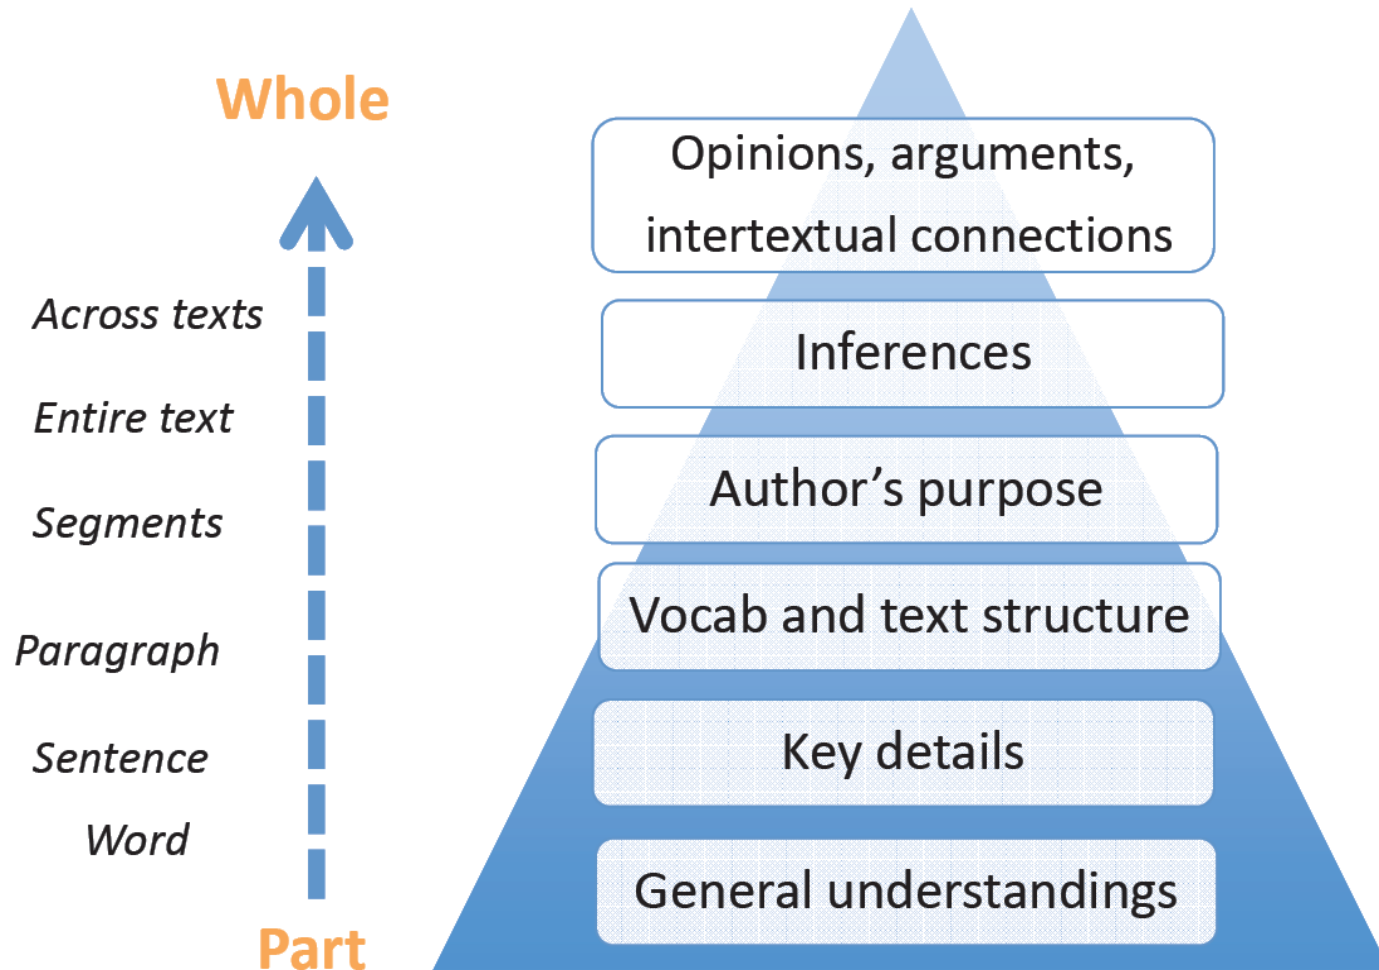 Whole
Across texts
Entire text
Segments
Paragraph
Sentence
Word
Part
Opinions, arguments,
intertextual connections
Inferences
Author’s purpose
Vocab and text structure
Key details
General understandings